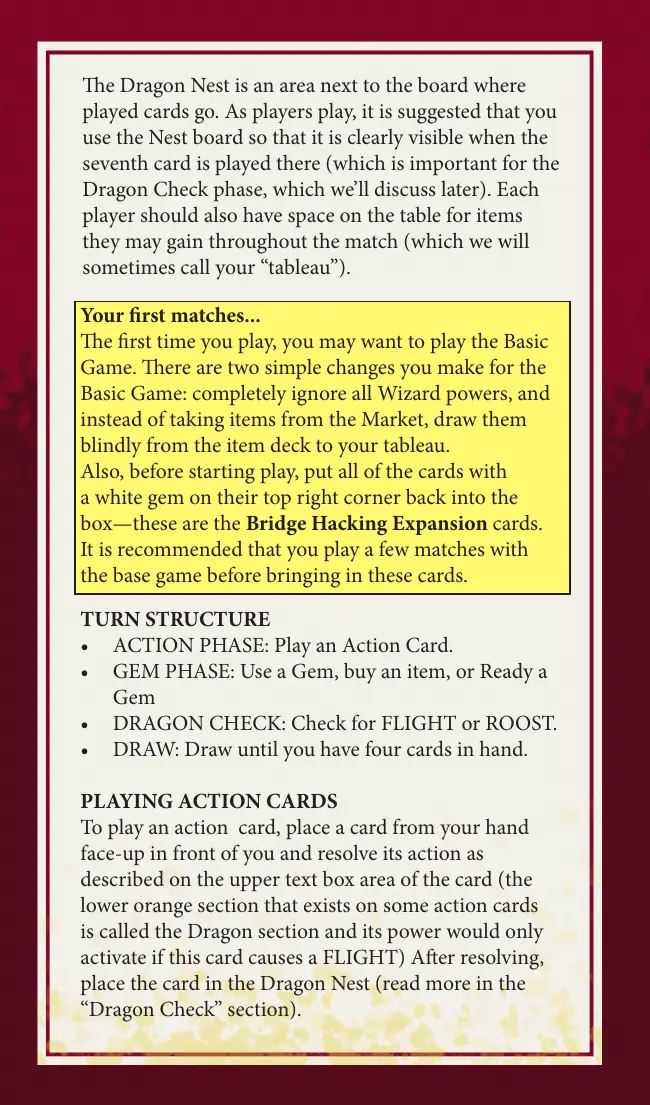 The Dragon Nest is an area next to the board where
played cards go. As players play, it is suggested that you
use the Nest board so that it is clearly visible when the
seventh card is played there (which is important for the
Dragon Check phase, which we’ll discuss later). Each
player should also have space on the table for items
they may gain throughout the match (which we will
sometimes call your “tableau”).
Your first matches...
The first time you play, you may want to play the Basic
Game. There are two simple changes you make for the
Basic Game: completely ignore all Wizard powers, and
instead of taking items from the Market, draw them
blindly from the item deck to your tableau.
Also, before starting play, put all of the cards with
a white gem on their top right corner back into the
box—these are the Bridge Hacking Expansion cards.
It is recommended that you play a few matches with
the base game before bringing in these cards.
TURN STRUCTURE
• ACTION PHASE: Play an Action Card.
• GEM PHASE: Use a Gem, buy an item, or Ready a
Gem
• DRAGON CHECK: Check for FLIGHT or ROOST.
• DRAW: Draw until you have four cards in hand.
PLAYING ACTION CARDS
To play an action  card, place a card from your hand
face-up in front of you and resolve its action as
described on the upper text box area of the card (the
lower orange section that exists on some action cards
is called the Dragon section and its power would only
activate if this card causes a FLIGHT) After resolving,
place the card in the Dragon Nest (read more in the
“Dragon Check” section).